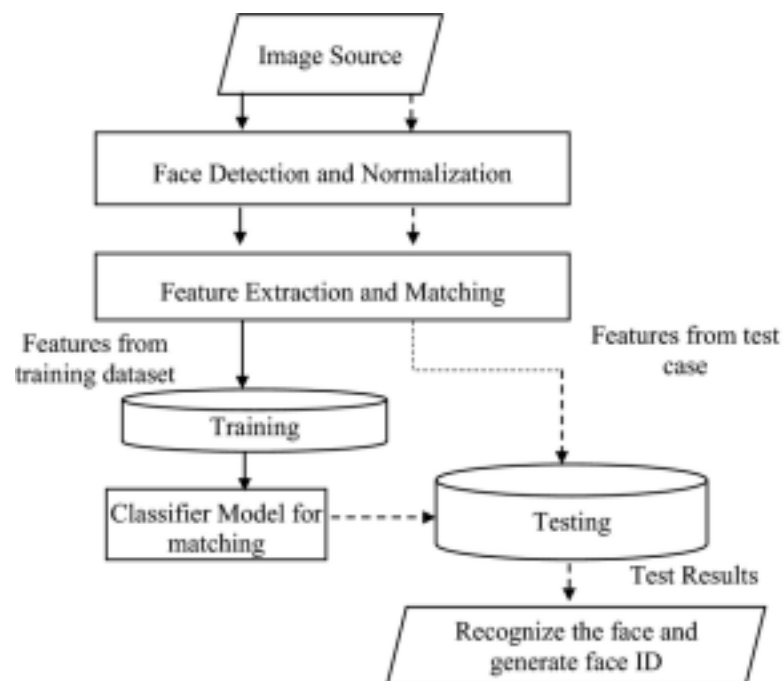 Image Source
Face Detection and Normalization
Feature Extraction and Matching
Features from
training dataset
Features from test
case
Training
Classifier Model for
matching
Testing
Test Results
Recognize the face and
generate face ID